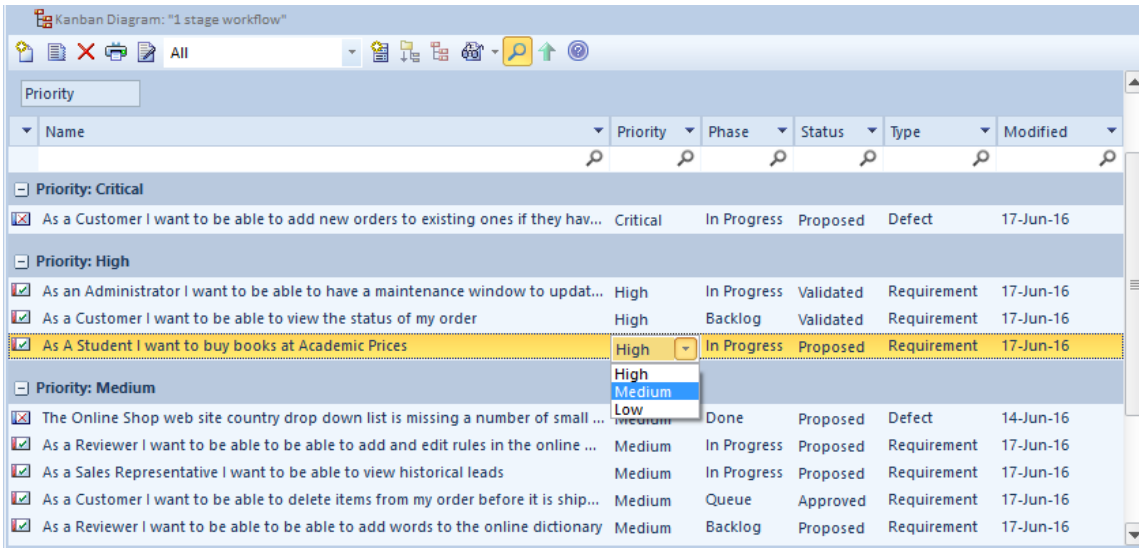 Kanban Diagram: "1 stage workflow"
All
Priority
Name Priority Phase Status Type Modified
Priority: Critical
As a Customer I want to be able to add new orders to existing ones if they hav... Critical In Progress Proposed Defect 17-Jun-16
Priority: High
As an Administrator I want to be able to have a maintenance window to updat... High In Progress Validated Requirement 17-Jun-16
As a Customer I want to be able to view the status of my order High Backlog Validated Requirement 17-Jun-16
As A Student I want to buy books at Academic Prices High In Progress Proposed Requirement 17-Jun-16
High
Priority: Medium
Medium
Low
The Online Shop web site country drop down list is missing a number of small ... Medium Done Proposed Defect 14-Jun-16
As a Reviewer I want to be able to be able to add and edit rules in the online ... Medium In Progress Proposed Requirement 17-Jun-16
As a Sales Representative I want to be able to view historical leads Medium In Progress Proposed Requirement 17-Jun-16
As a Customer I want to be able to delete items from my order before it is ship... Medium Queue Approved Requirement 17-Jun-16
As a Reviewer I want to be able to be able to add words to the online dictionary Medium Backlog Proposed Requirement 17-Jun-16